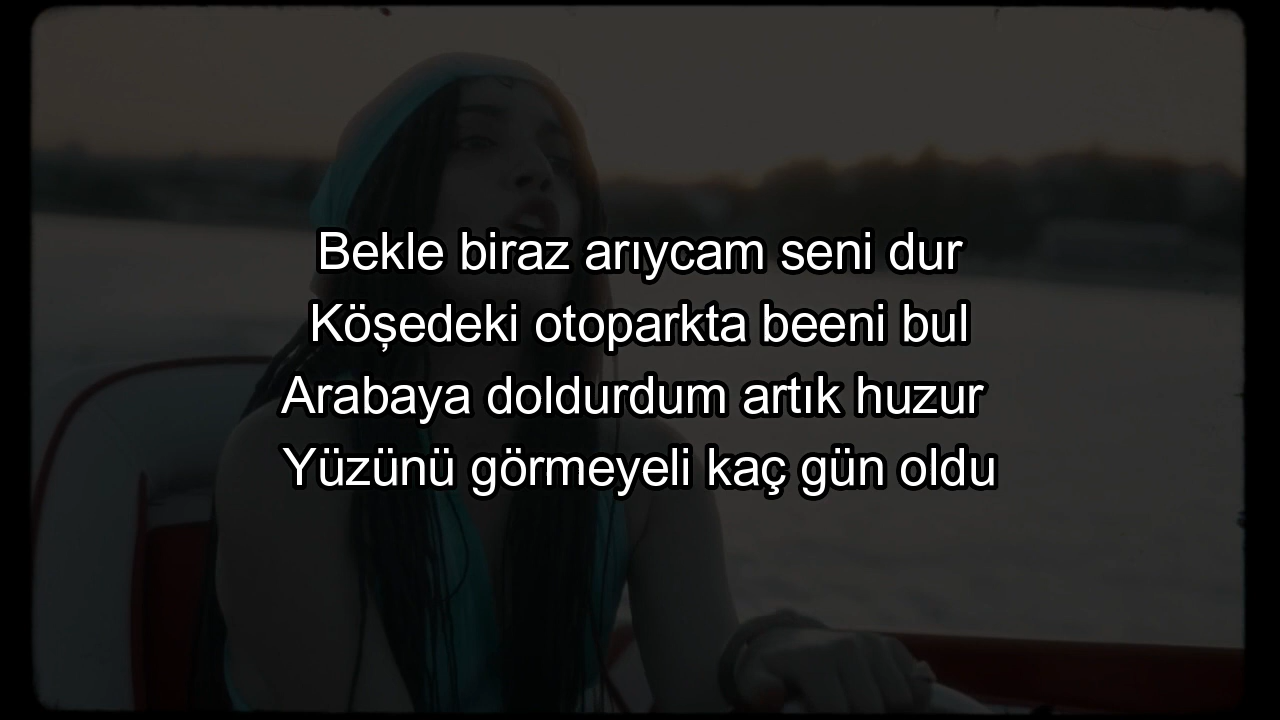 Bekle biraz arıycam seni dur
Köşedeki otoparkta beeni bul
Arabaya doldurdum artık huzur
Yüzünü görmeyeli kaç gün oldu